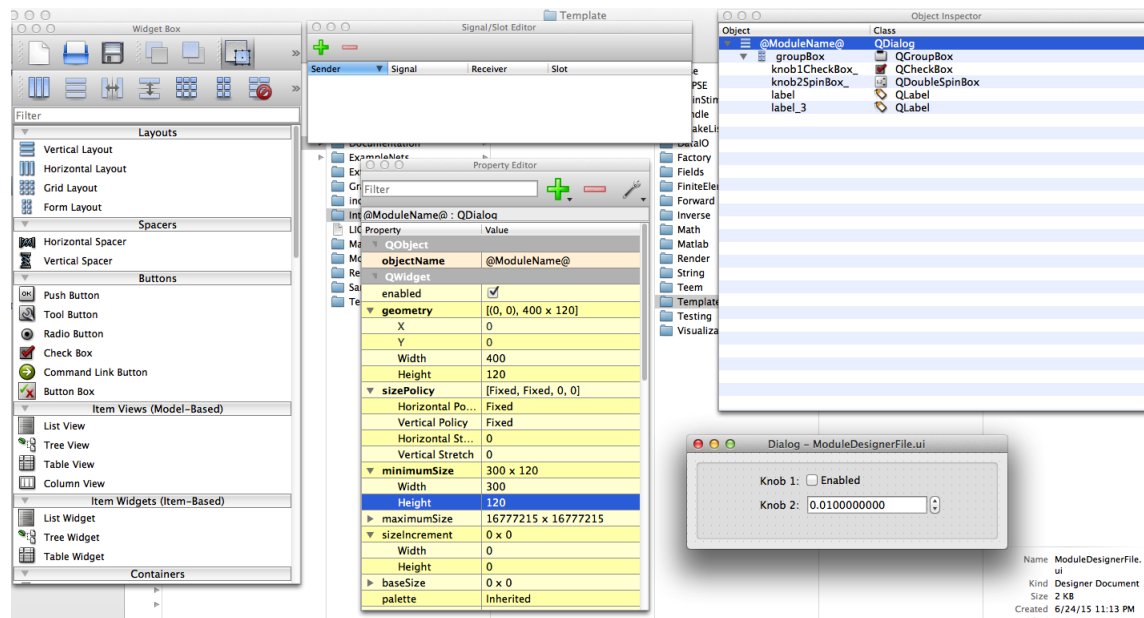 Template
Widget Box
Filter
Layouts
Vertical Layout
Horizontal Layout
Grid Layout
Form Layout
Spacers
Horizontal Spacer
Vertical Spacer
Buttons
OK
Push Button
Tool Button
Radio Button
Check Box
Command Link Button
Button Box
Item Views (Model-Based)
List View
Tree View
Table View
Column View
Item Widgets (Item-Based)
List Widget
Tree Widget
Table Widget
Containers
Signal/Slot Editor
Sender Signal Receiver Slot
Documentation
ExampleNets
Property Editor
Filter
@ModuleName@ : QDialog
Property Value
QObject
objectName @ModuleName@
QWidget
enabled
geometry [(0, 0), 400 x 120]
X 0
Y 0
Width 400
Height 120
sizePolicy [Fixed, Fixed, 0, 0]
Horizontal Po... Fixed
Vertical Policy Fixed
Horizontal St... 0
Vertical Stretch 0
minimumSize 300 x 120
Width 300
Height 120
maximumSize 16777215 x 16777215
sizeIncrement 0 x 0
Width 0
Height 0
baseSize 0 x 0
palette Inherited
DataIO
Factory
Fields
FiniteEle
Forward
Inverse
Math
Matlab
Render
String
Teem
Template
Testing
Visualiza
Object Inspector
Object Class
@ModuleName@ QDialog
groupBox QGroupBox
knob1CheckBox_ QCheckBox
knob2SpinBox_ QDoubleSpinBox
label QLabel
label_3 QLabel
Dialog - ModuleDesignerFile.ui
Knob 1: Enabled
Knob 2: 0.0100000000
Name ModuleDesignerFile.
ui
Kind Designer Document
Size 2 KB
Created 6/24/15 11:13 PM